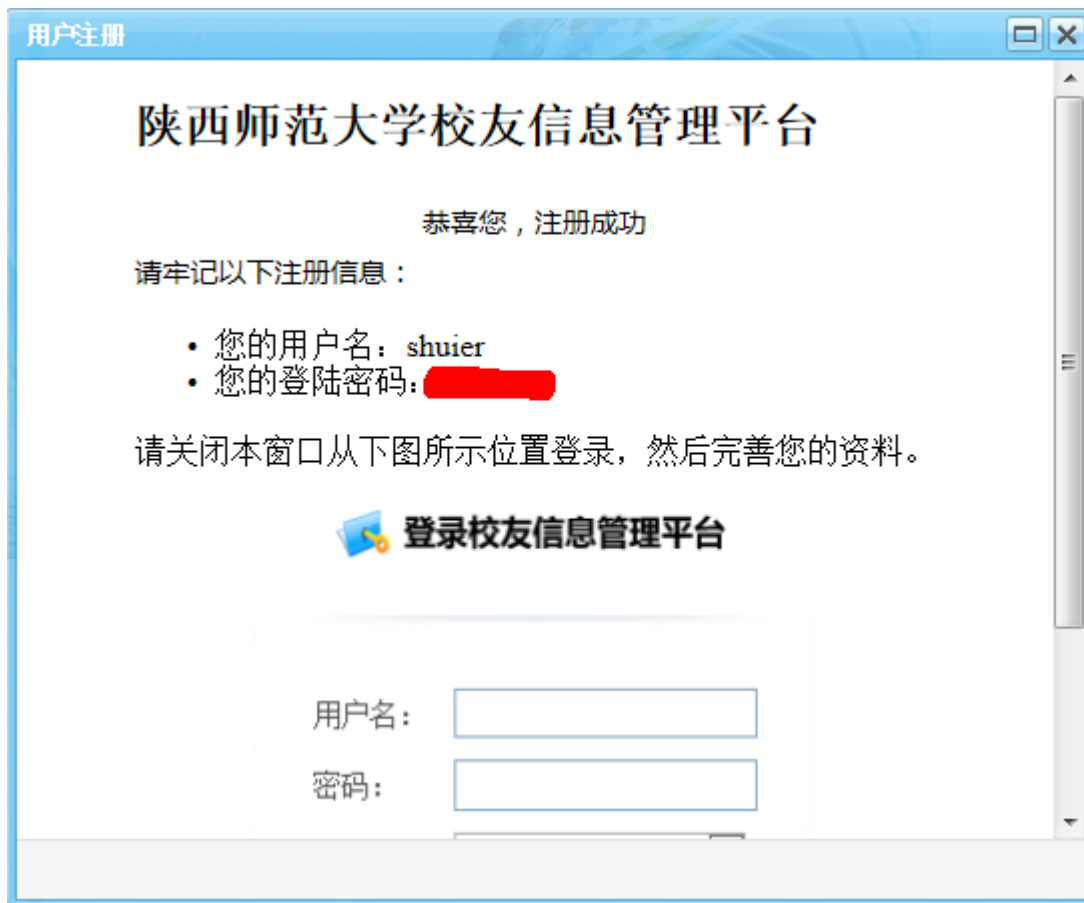 用户注册
陕西师范大学校友信息管理平台
恭喜您，注册成功
请牢记以下注册信息：
• 您的用户名：shuier
• 您的登陆密码：
请关闭本窗口从下图所示位置登录，然后完善您的资料。
登录校友信息管理平台
用户名：
密码：